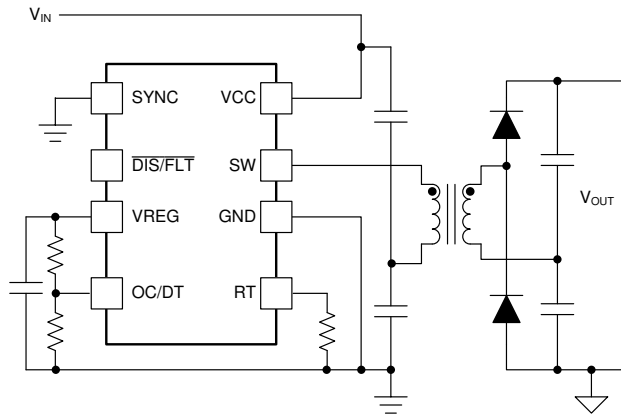 VIN
SYNC VCC
DIS/FLT SW
VREG GND
VOUT
OC/DT RT